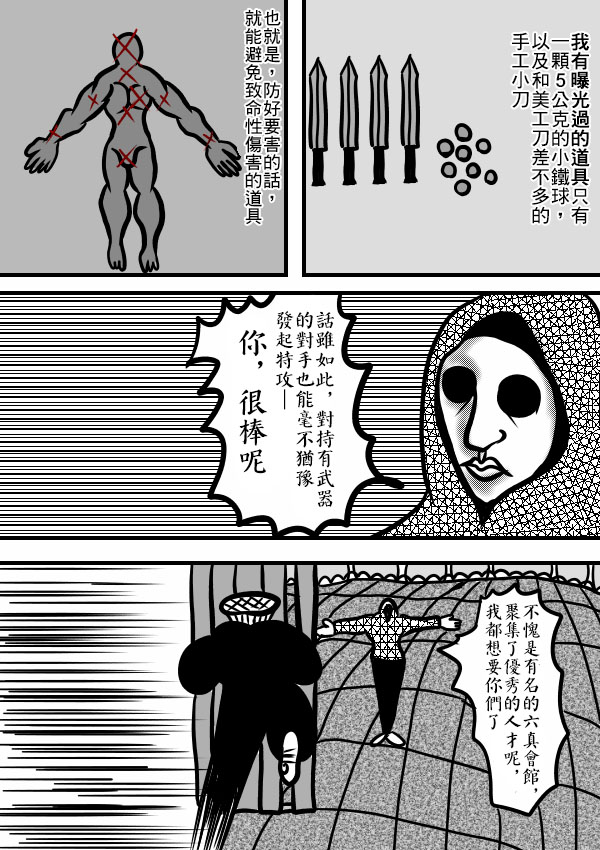 我有曝光過的道具只有
一顆5公克的小鐵球，
以及和美工刀差不多的
手工小刀
也就是，防好要害的話，
就能避免致命性傷害的道具
話雖如此，對持有武器
的對手也能毫不猶豫
發起特攻—
你，很棒呢
不愧是有名的六真會館，
聚集了優秀的人才呢，
我都想要你們了